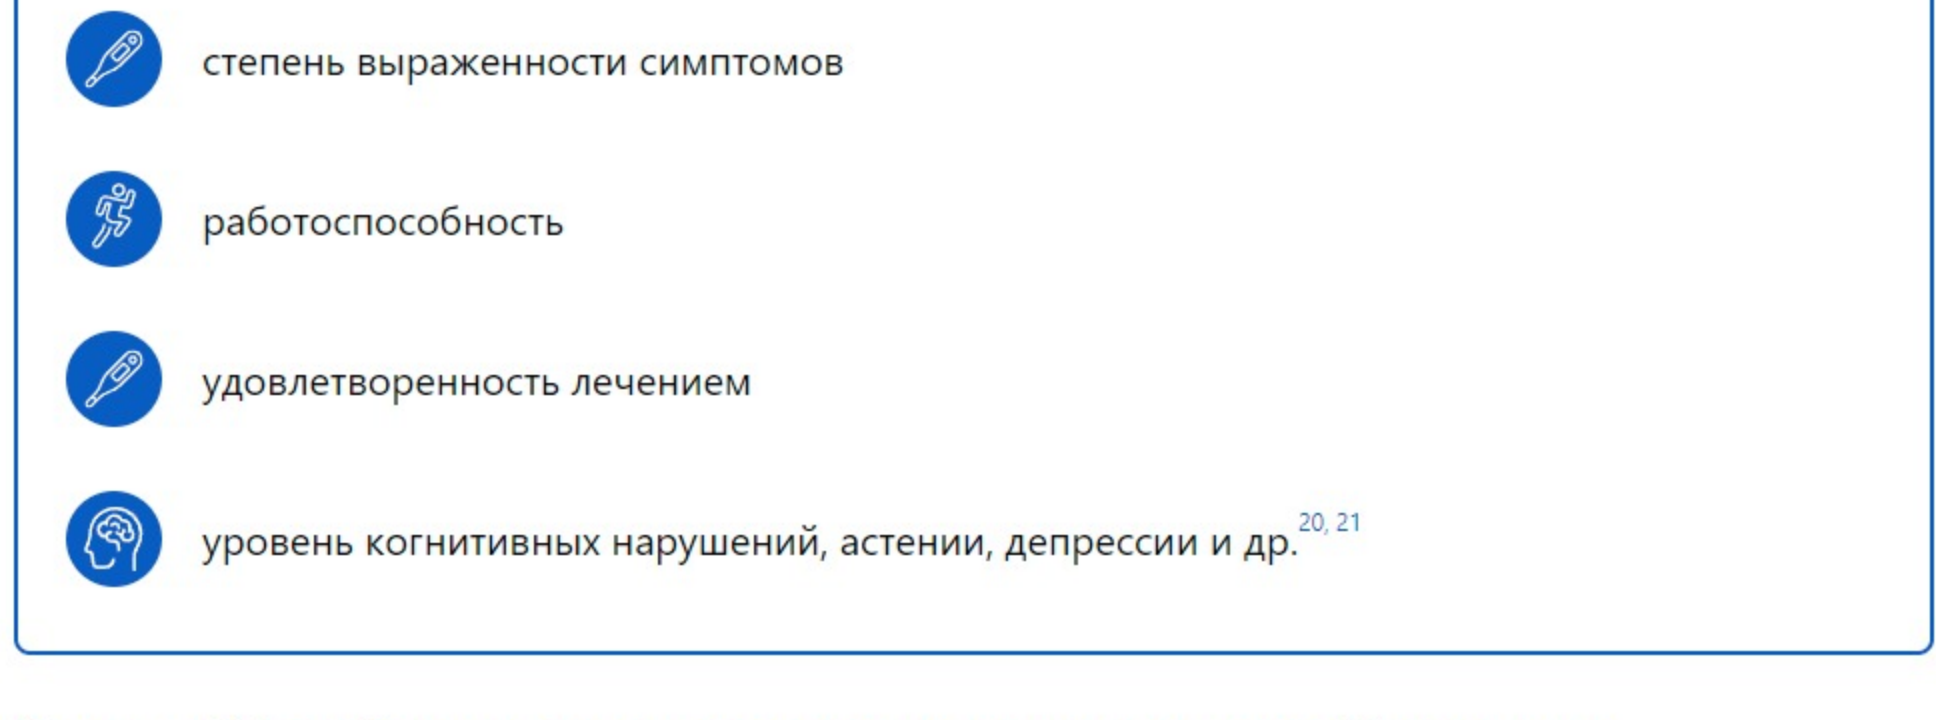 степень выраженности симптомов
работоспособность
удовлетворенность лечением
уровень когнитивных нарушений, астении, депрессии и др.20, 21